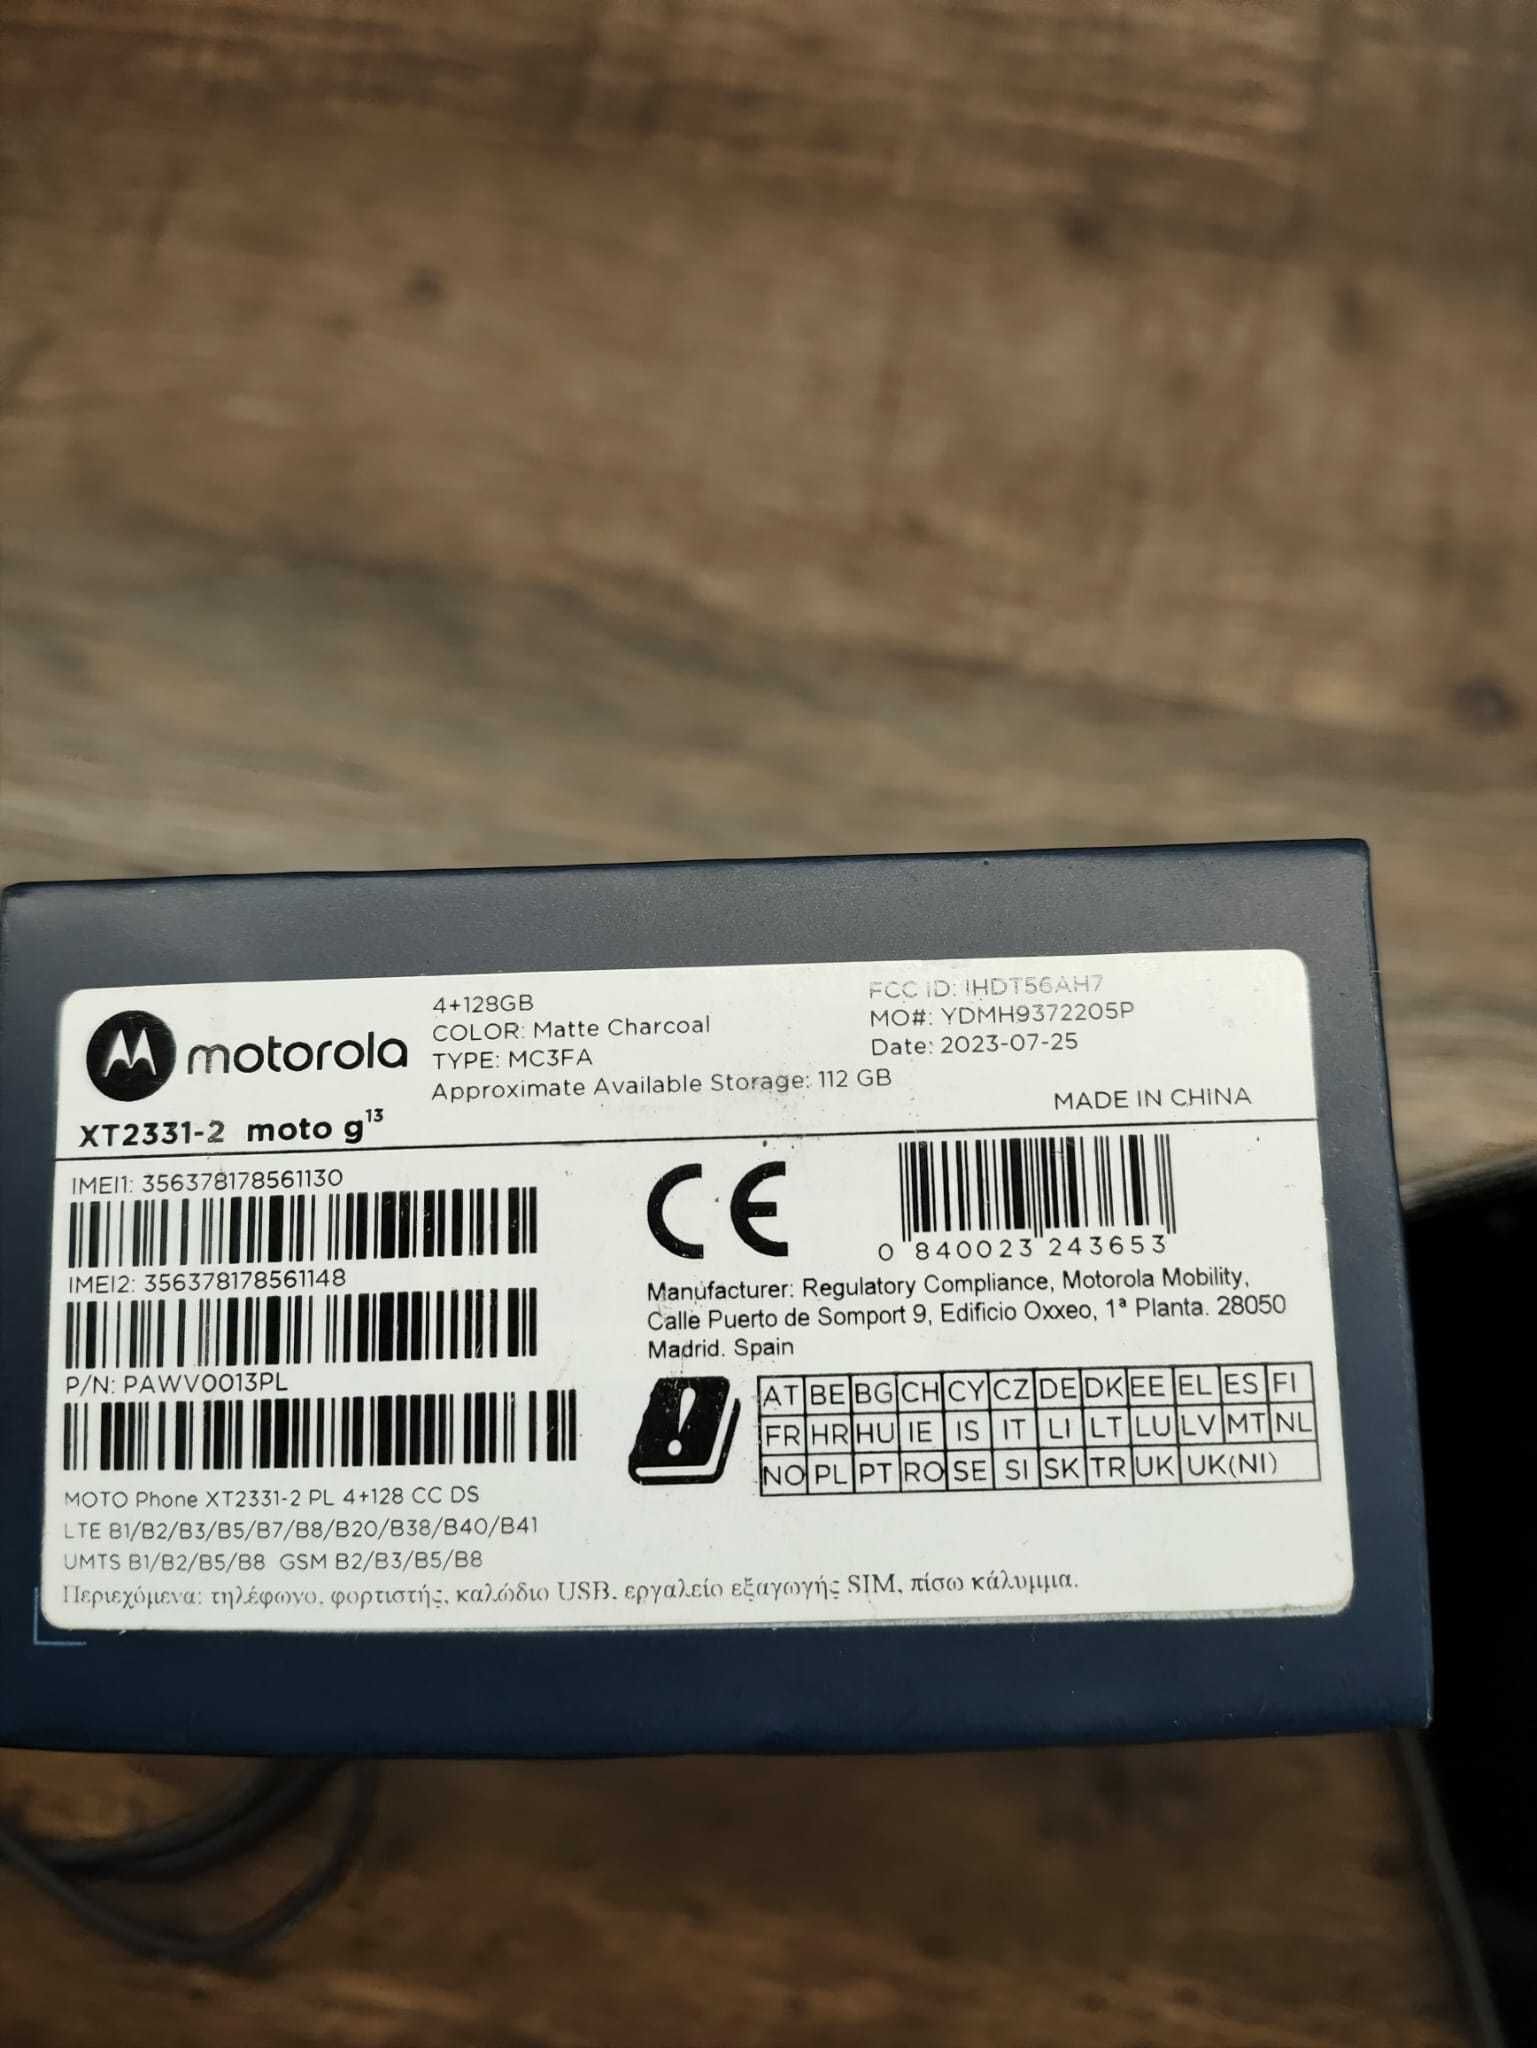 motorola
4+128GB
COLOR: Matte Charcoal
TYPE: MC3FA
Approximate Available Storage: 112 GB
FCC ID: IHDT56AH7
MO#: YDMH9372205P
Date: 2023-07-25
MADE IN CHINA
XT2331-2 moto g13
IMEI1: 356378178561130
IMEI2: 356378178561148
P/N: PAWV0013PL
MOTO Phone XT2331-2 PL 4+128 CC DS
LTE B1/B2/B3/B5/B7/B8/B20/B38/B40/B41
UMTS B1/B2/B5/B8 GSM B2/B3/B5/B8
CE
0 840023 243653
Manufacturer: Regulatory Compliance, Motorola Mobility,
Calle Puerto de Somport 9, Edificio Oxxeo, 1ª Planta. 28050
Madrid. Spain
AT BE BG CH CY CZ DE DK EE EL ES FI
FR HR HU IE IS IT LI LT LU LV MT NL
NO PL PT RO SE SI SK TR UK UK(NI)
Περιεχόμενα: τηλέφωνο, φορτιστής, καλώδιο USB, εργαλείο εξαγωγής SIM, πίσω κάλυμμα.